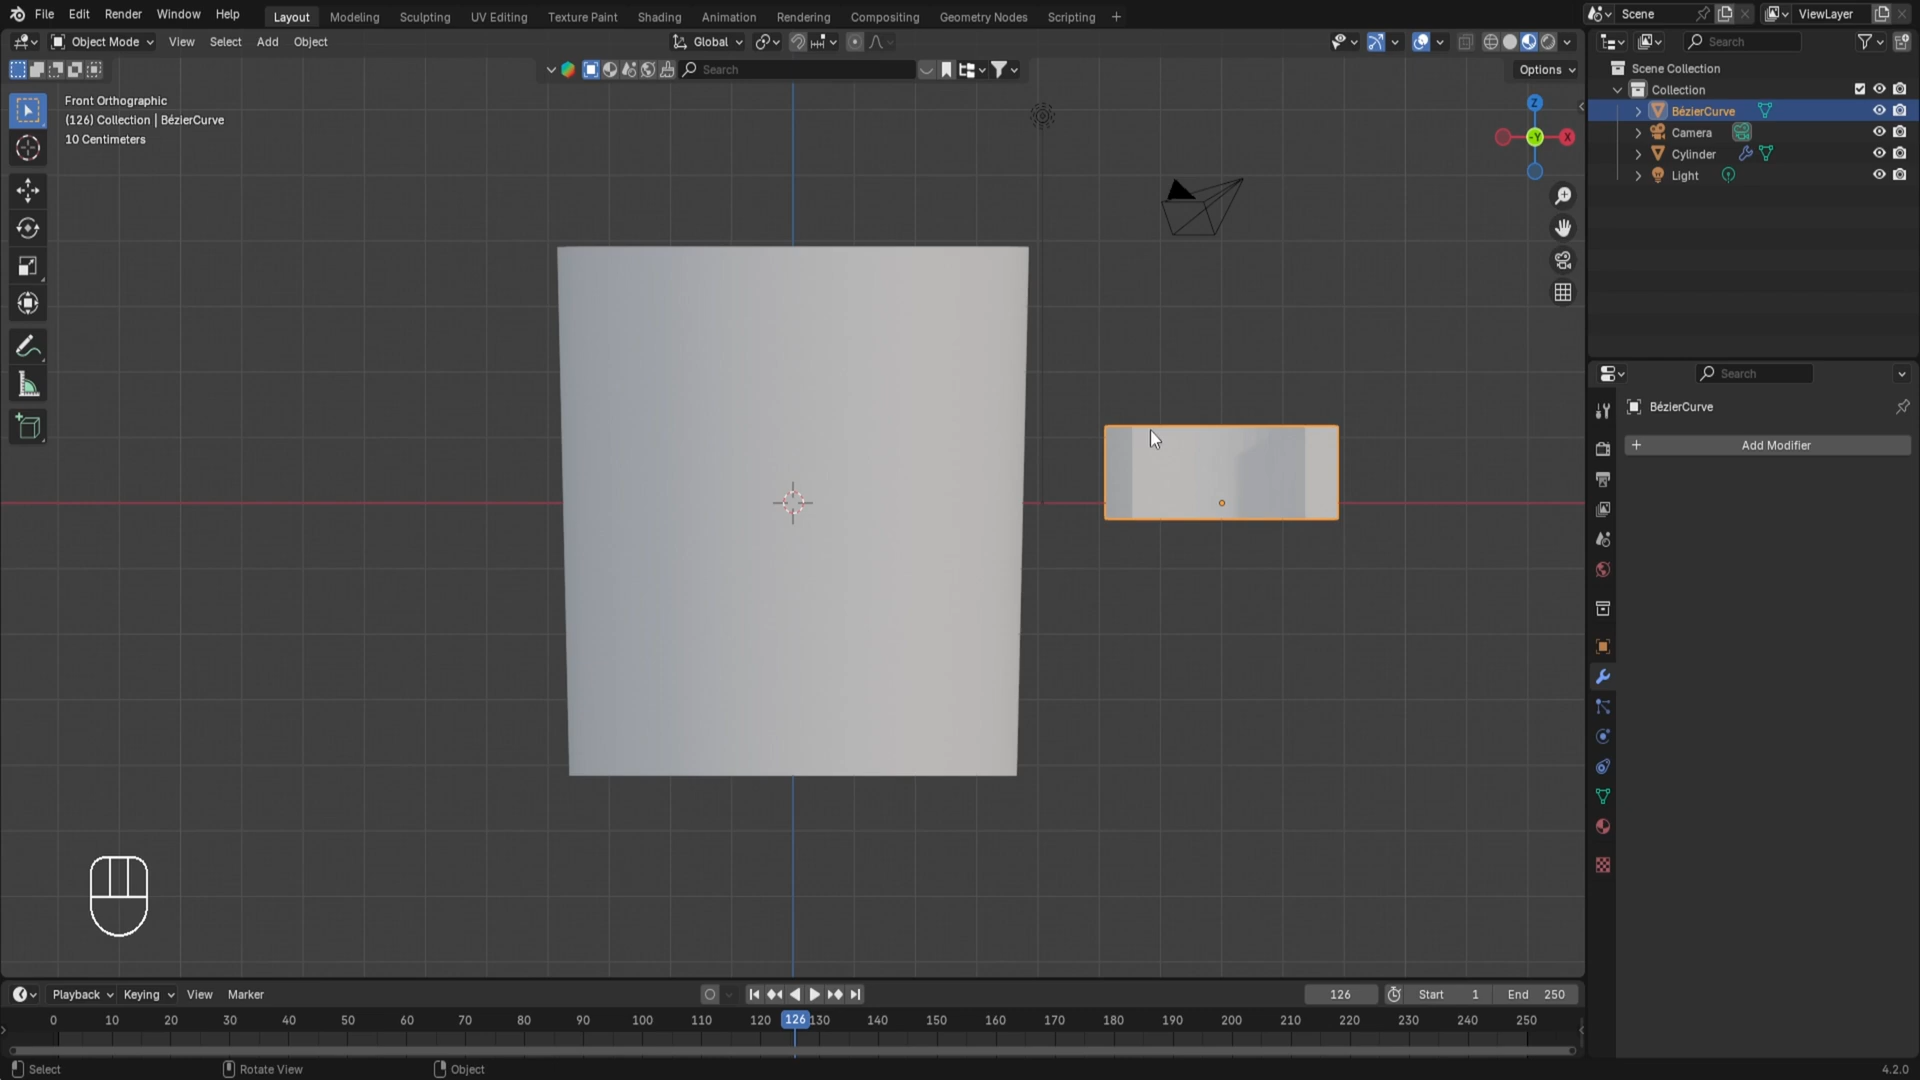 File Edit Render Window Help Layout Modeling Sculpting UV Editing Texture Paint Shading Animation Rendering Compositing Geometry Nodes Scripting + Scene ViewLayer
Object Mode View Select Add Object Global Search
Search Options
Scene Collection
Collection
BézierCurve
Camera
Cylinder
Light
Front Orthographic
(126) Collection | BézierCurve
10 Centimeters
Z
-Y
X
Search
BézierCurve
+ Add Modifier
Playback Keying View Marker 126 Start 1 End 250
0 10 20 30 40 50 60 70 80 90 100 110 120 126 130 140 150 160 170 180 190 200 210 220 230 240 250
Select Rotate View Object 4.2.0